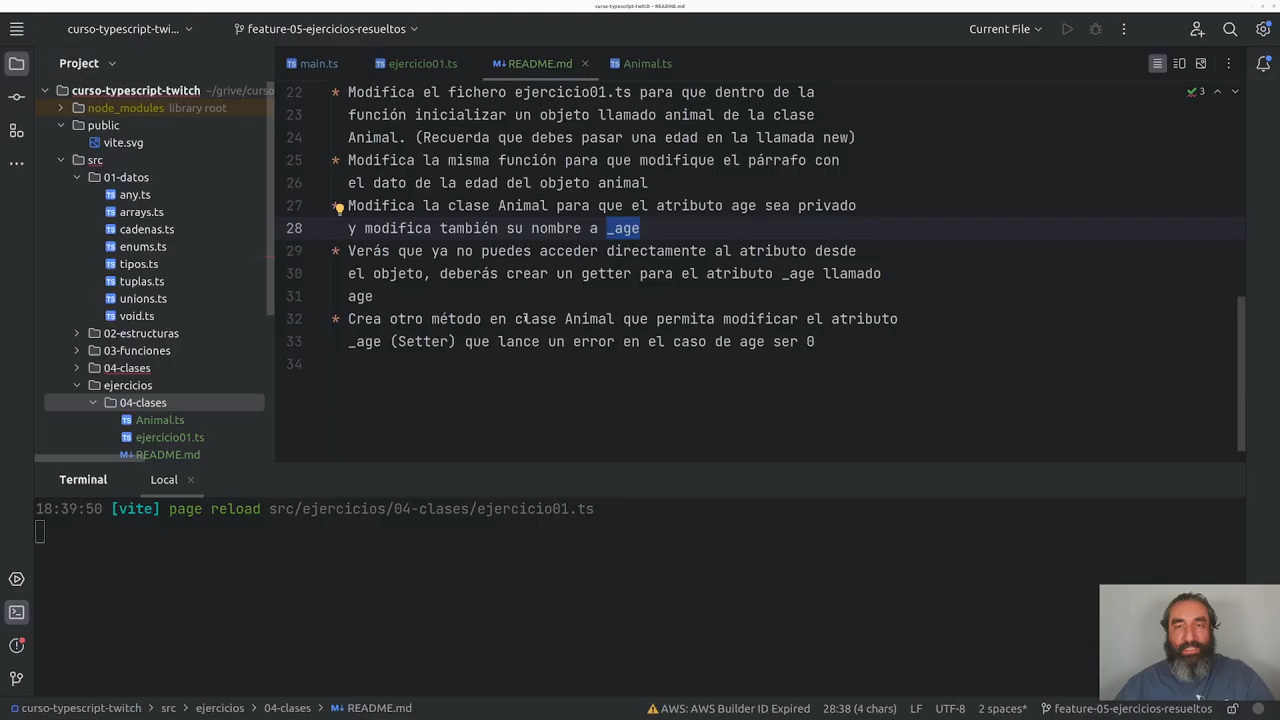 curso-typescript-twitch – README.md
curso-typescript-twi...
feature-05-ejercicios-resueltos
Current File
Project
main.ts
ejercicio01.ts
README.md
Animal.ts
curso-typescript-twitch ~/grive/curso
node_modules library root
public
vite.svg
src
01-datos
any.ts
arrays.ts
cadenas.ts
enums.ts
tipos.ts
tuplas.ts
unions.ts
void.ts
02-estructuras
03-funciones
04-clases
ejercicios
04-clases
Animal.ts
ejercicio01.ts
README.md
3
22 * Modifica el fichero ejercicio01.ts para que dentro de la
23 función inicializar un objeto llamado animal de la clase
24 Animal. (Recuerda que debes pasar una edad en la llamada new)
25 * Modifica la misma función para que modifique el párrafo con
26 el dato de la edad del objeto animal
27 * Modifica la clase Animal para que el atributo age sea privado
28 y modifica también su nombre a _age
29 * Verás que ya no puedes acceder directamente al atributo desde
30 el objeto, deberás crear un getter para el atributo _age llamado
31 age
32 * Crea otro método en clase Animal que permita modificar el atributo
33 _age (Setter) que lance un error en el caso de age ser 0
34
Terminal
Local
18:39:50 [vite] page reload src/ejercicios/04-clases/ejercicio01.ts
curso-typescript-twitch > src > ejercicios > 04-clases > README.md
AWS: AWS Builder ID Expired
28:38 (4 chars)
LF
UTF-8
2 spaces*
feature-05-ejercicios-resueltos